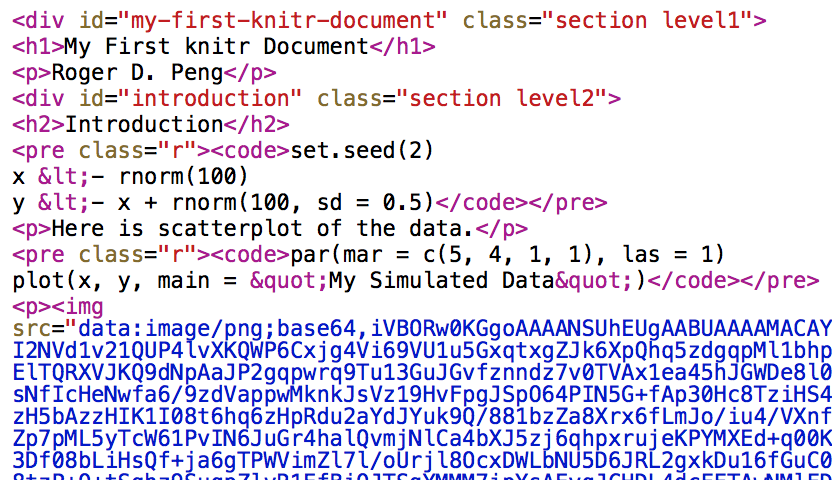 <div id="my-first-knitr-document" class="section level1">
<h1>My First knitr Document</h1>
<p>Roger D. Peng</p>
<div id="introduction" class="section level2">
<h2>Introduction</h2>
<pre class="r"><code>set.seed(2)
x &lt;- rnorm(100)
y &lt;- x + rnorm(100, sd = 0.5)</code></pre>
<p>Here is scatterplot of the data.</p>
<pre class="r"><code>par(mar = c(5, 4, 1, 1), las = 1)
plot(x, y, main = &quot;My Simulated Data&quot;)</code></pre>
<p><img
src="data:image/png;base64,iVBORw0KGgoAAAANSUhEUgAABUAAAAMACAY
I2NVd1v21QUP4lvXKQWP6Cxjg4Vi69VU1u5GxqtxgZJk6XpQhq5zdgqpMl1bhp
ElTQRXVJKQ9dNpAaJP2gqpwrq9Tu13GuJGvfznndz7v0TVAx1ea45hJGWDe8l0
sNfIcHeNwfa6/9zdVappwMknkJsVz19HvFpgJSpO64PIN5G+fAp30Hc8TziHS4
zH5bAzzHIK1I08t6hq6zHpRdu2aYdJYuk9Q/881bzZa8Xrx6fLmJo/iu4/VXnf
Zp7pML5yTcW61PvIN6JuGr4halQvmjNlCa4bXJ5zj6qhpxrujeKPYMXEd+q00K
3Df08bLiHsQf+ja6gTPWVimZl7l/oUrjl8OcxDWLbNU5D6JRL2gxkDu16fGuC0